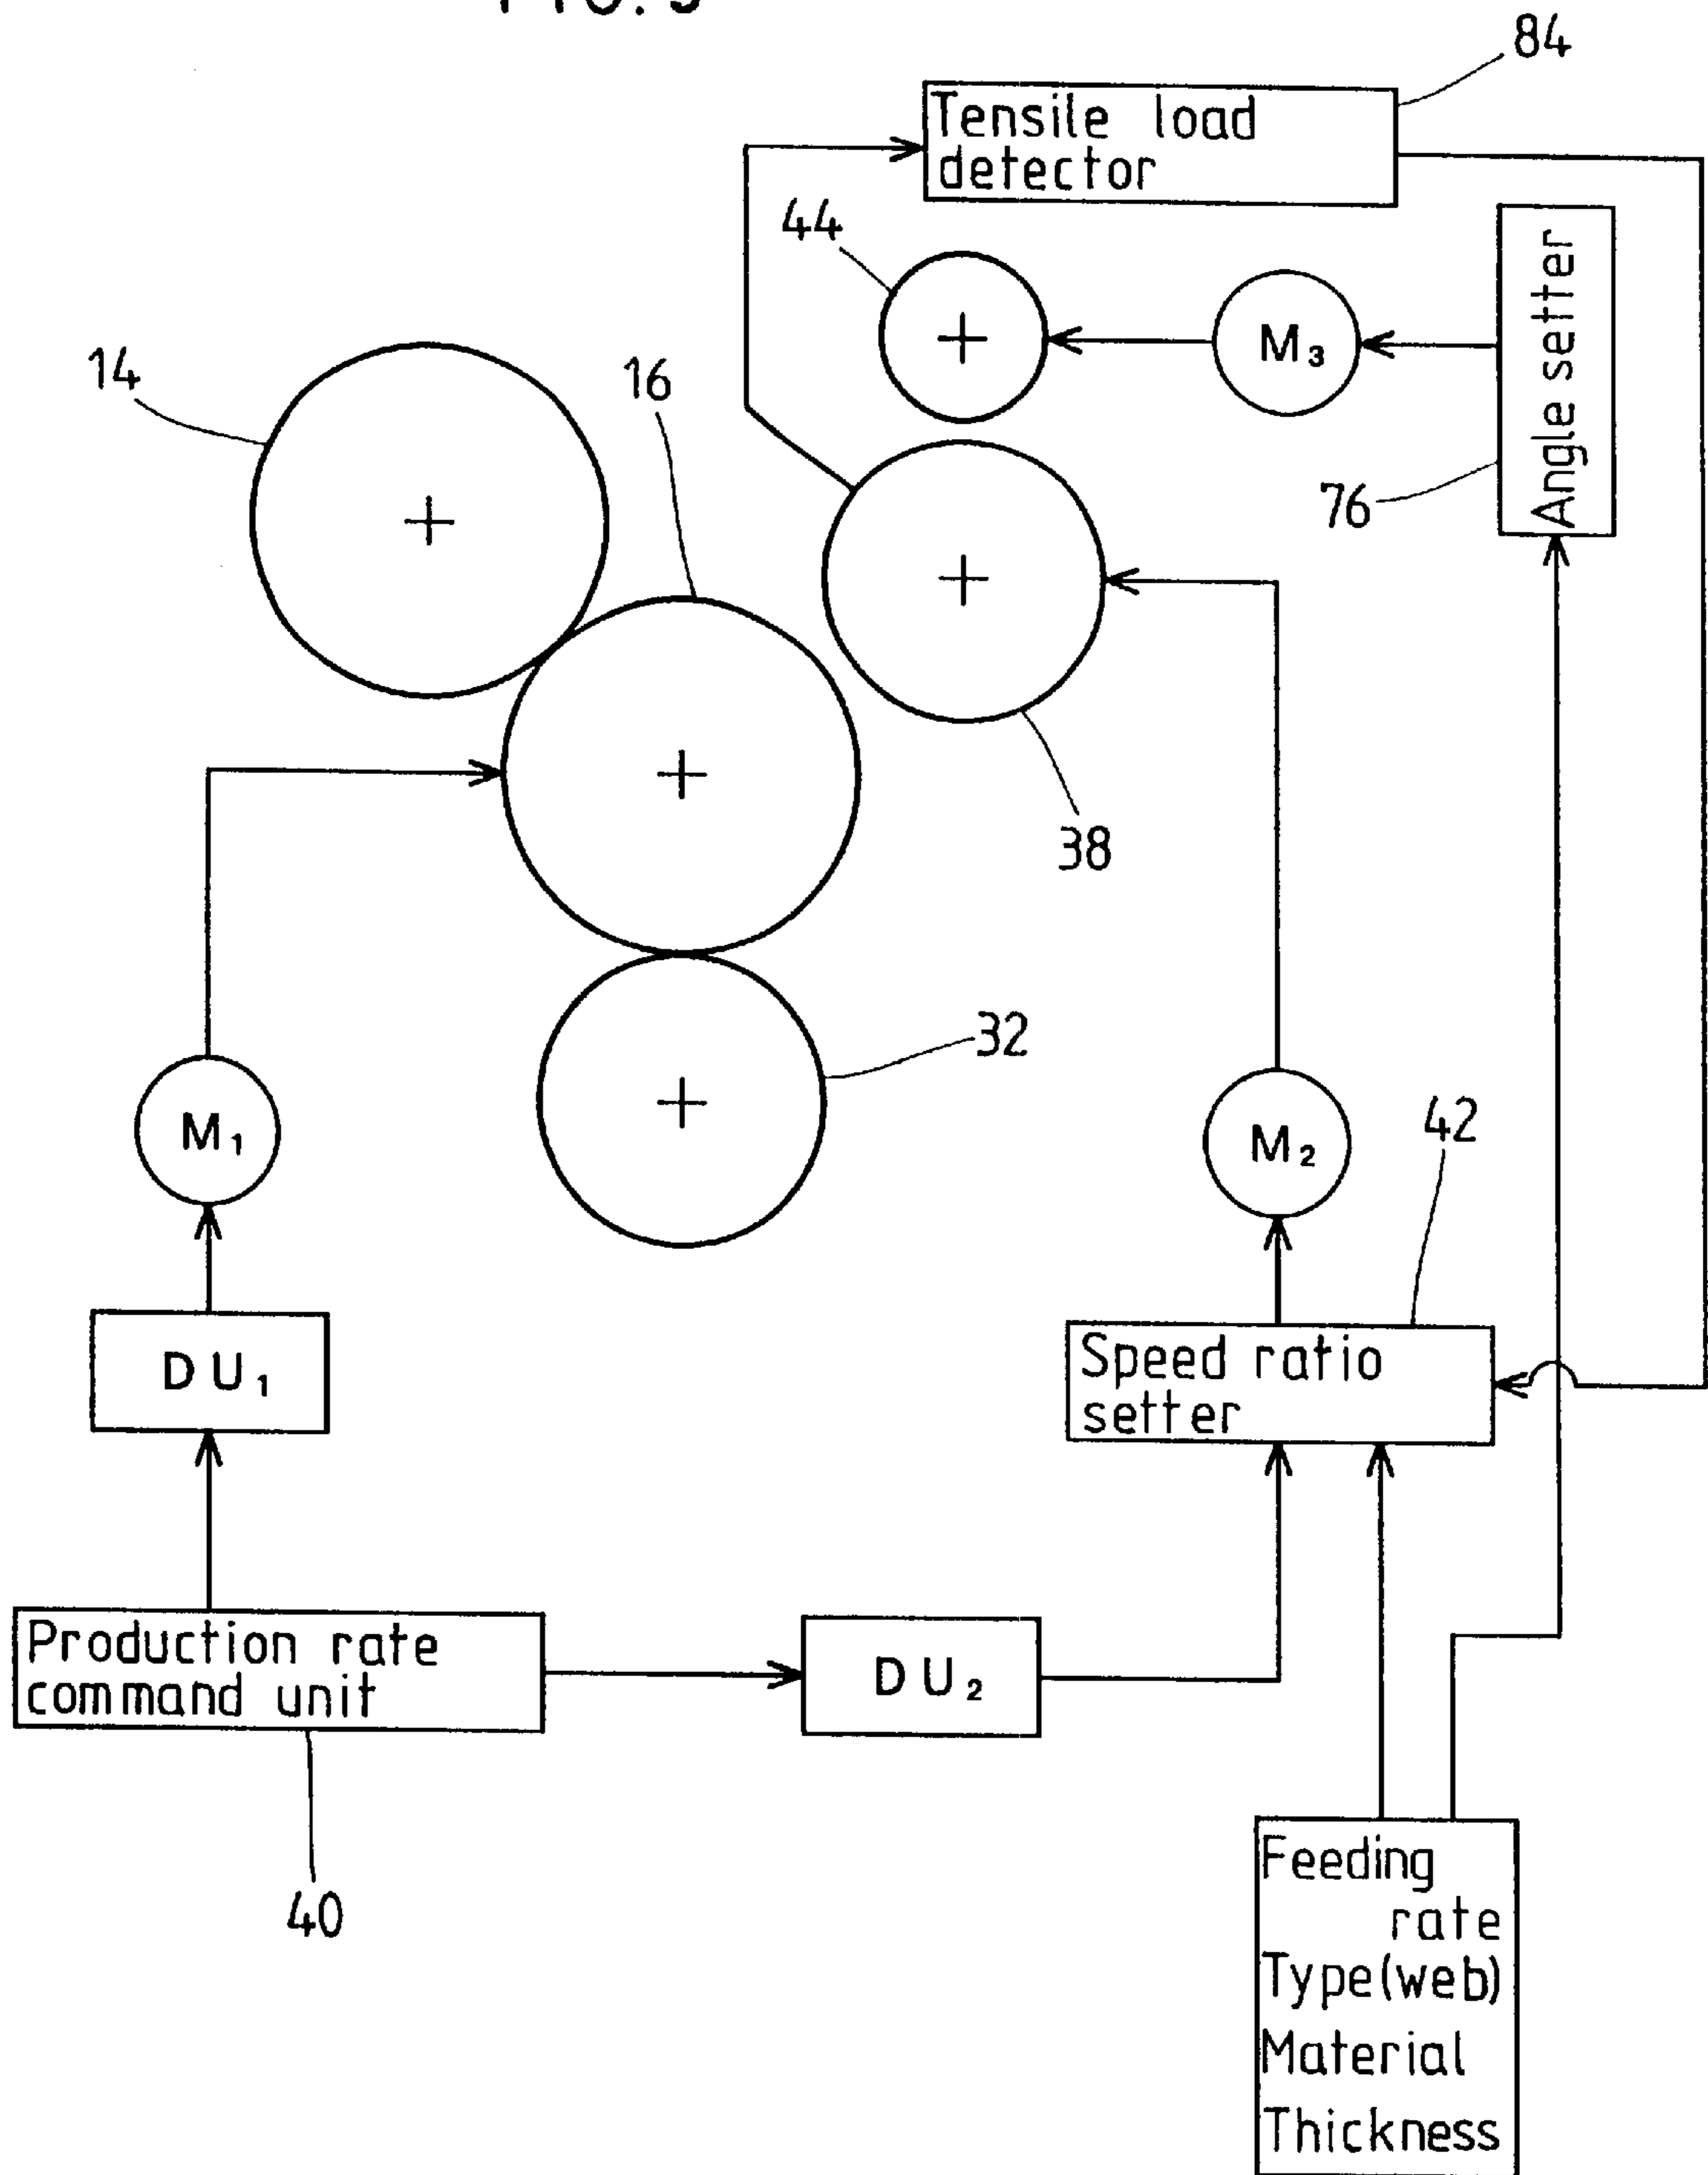 84
Tensile load
detector
44
M₃
Angle setter
14
16
76
38
32
M₁
M₂
42
DU₁
Speed ratio
setter
Production rate
command unit
DU₂
40
Feeding
rate
Type(web)
Material
Thickness